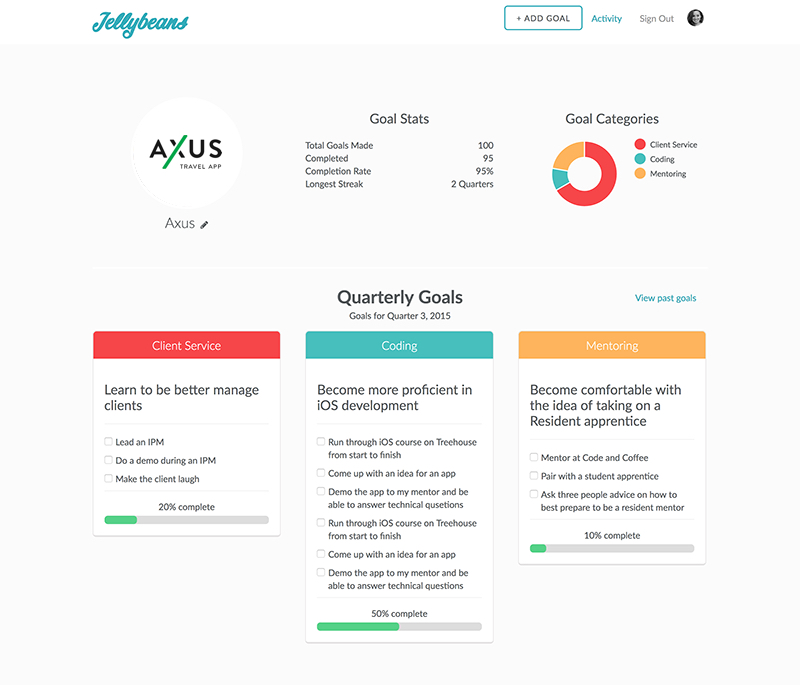 Jellybeans
+ ADD GOAL
Activity
Sign Out
AXUS
TRAVEL APP
Axus
Goal Stats
Total Goals Made 100
Completed 95
Completion Rate 95%
Longest Streak 2 Quarters
Goal Categories
Client Service
Coding
Mentoring
Quarterly Goals
Goals for Quarter 3, 2015
View past goals
Client Service
Learn to be better manage
clients
Lead an IPM
Do a demo during an IPM
Make the client laugh
20% complete
Coding
Become more proficient in
iOS development
Run through iOS course on Treehouse
from start to finish
Come up with an idea for an app
Demo the app to my mentor and be
able to answer technical qusetions
Run through iOS course on Treehouse
from start to finish
Come up with an idea for an app
Demo the app to my mentor and be
able to answer technical questions
50% complete
Mentoring
Become comfortable with
the idea of taking on a
Resident apprentice
Mentor at Code and Coffee
Pair with a student apprentice
Ask three people advice on how to
best prepare to be a resident mentor
10% complete